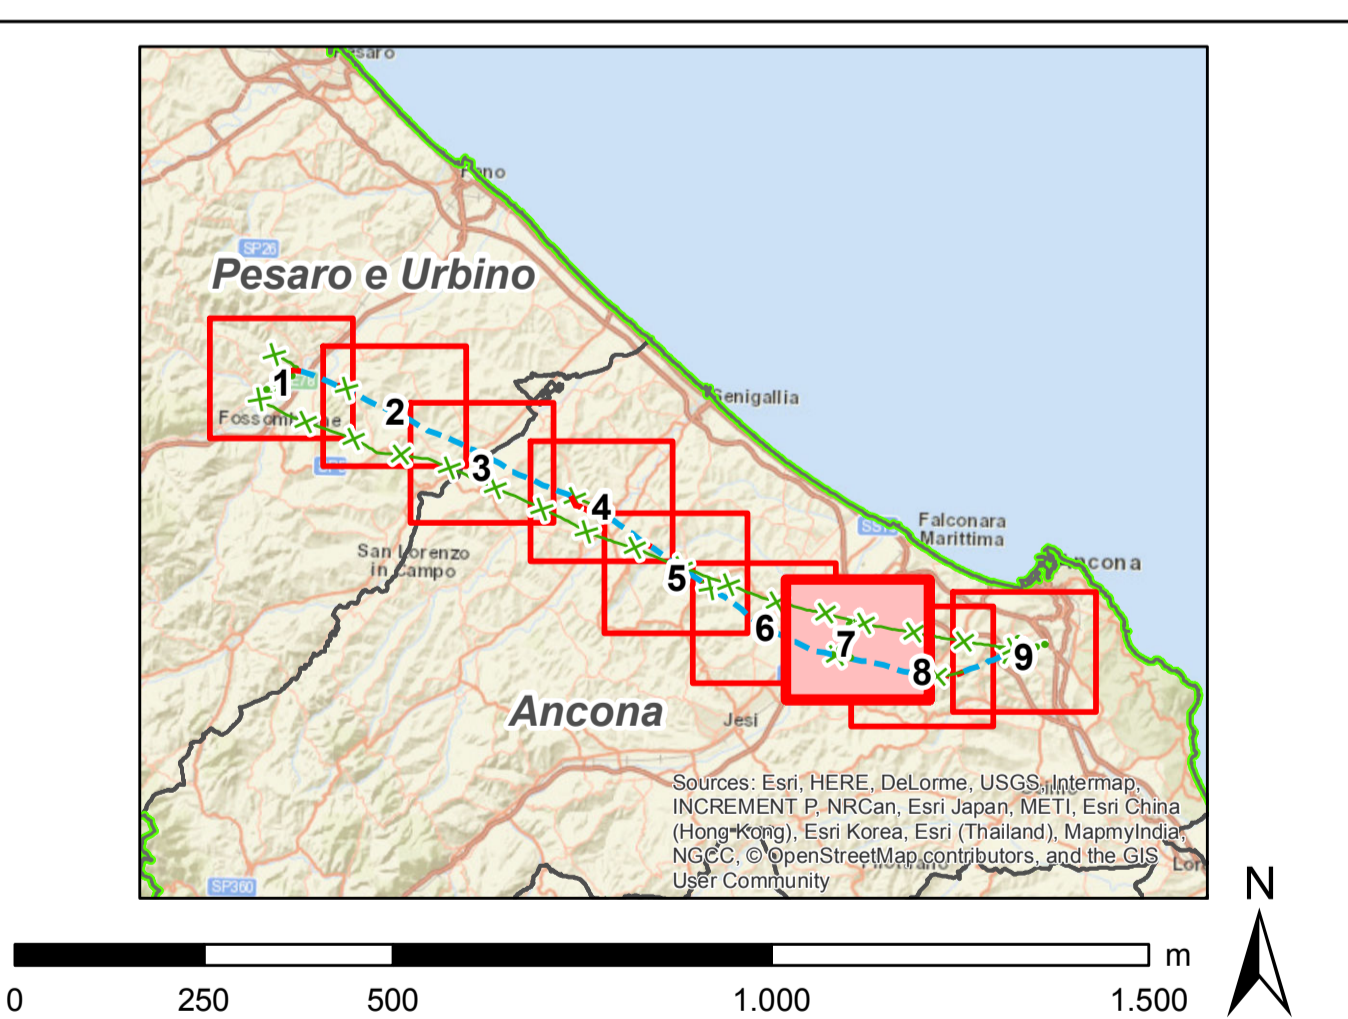 Pesaro
Fano
SP26
Pesaro e Urbino
1
E78
2
Fossombrone
Senigallia
3
4
San Lorenzo
in Campo
Falconara
Marittima
Ancona
5
6
7
8
9
Ancona
Jesi
Sources: Esri, HERE, DeLorme, USGS, Intermap,
INCREMENT P, NRCan, Esri Japan, METI, Esri China
(Hong Kong), Esri Korea, Esri (Thailand), MapmyIndia,
NGCC, © OpenStreetMap contributors, and the GIS
User Community
SP360
N
m
0 250 500 1.000 1.500